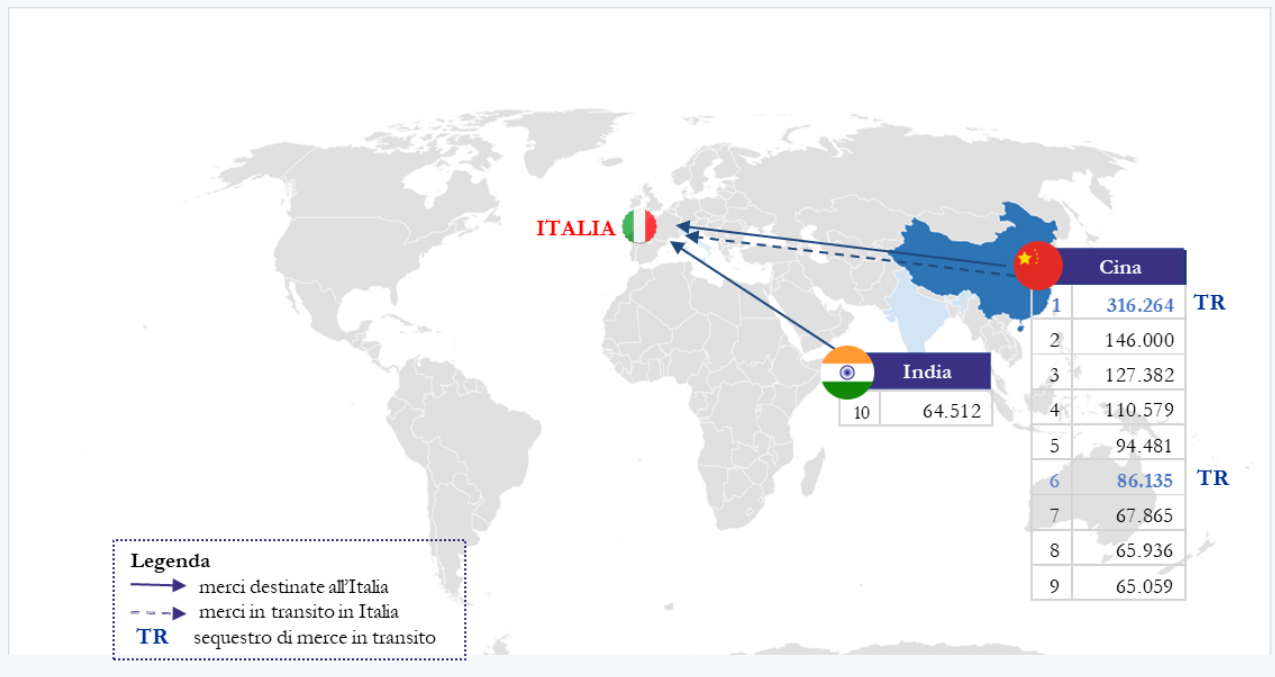 ITALIA
Cina
1 316.264 TR
2 146.000
3 127.382
4 110.579
5 94.481
6 86.135 TR
7 67.865
8 65.936
9 65.059
India
10 64.512
Legenda
merci destinate all'Italia
merci in transito in Italia
TR sequestro di merce in transito